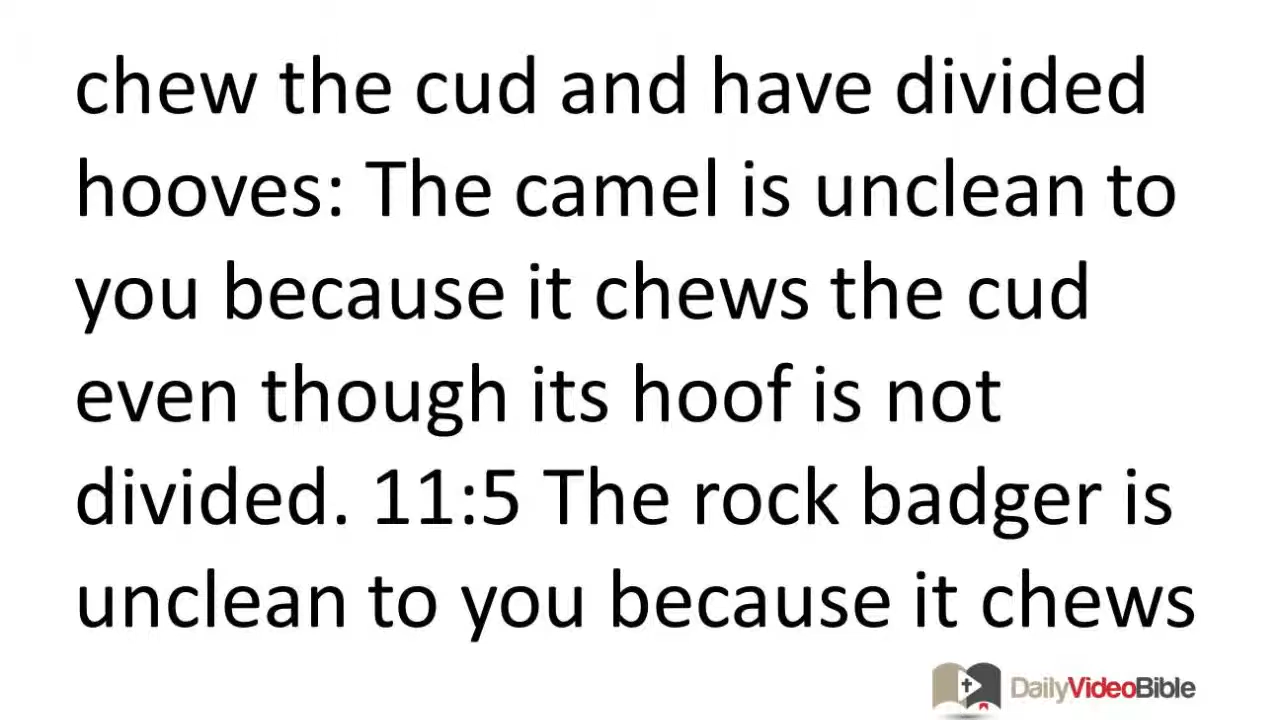 chew the cud and have divided
hooves: The camel is unclean to
you because it chews the cud
even though its hoof is not
divided. 11:5 The rock badger is
unclean to you because it chews
DailyVideoBible